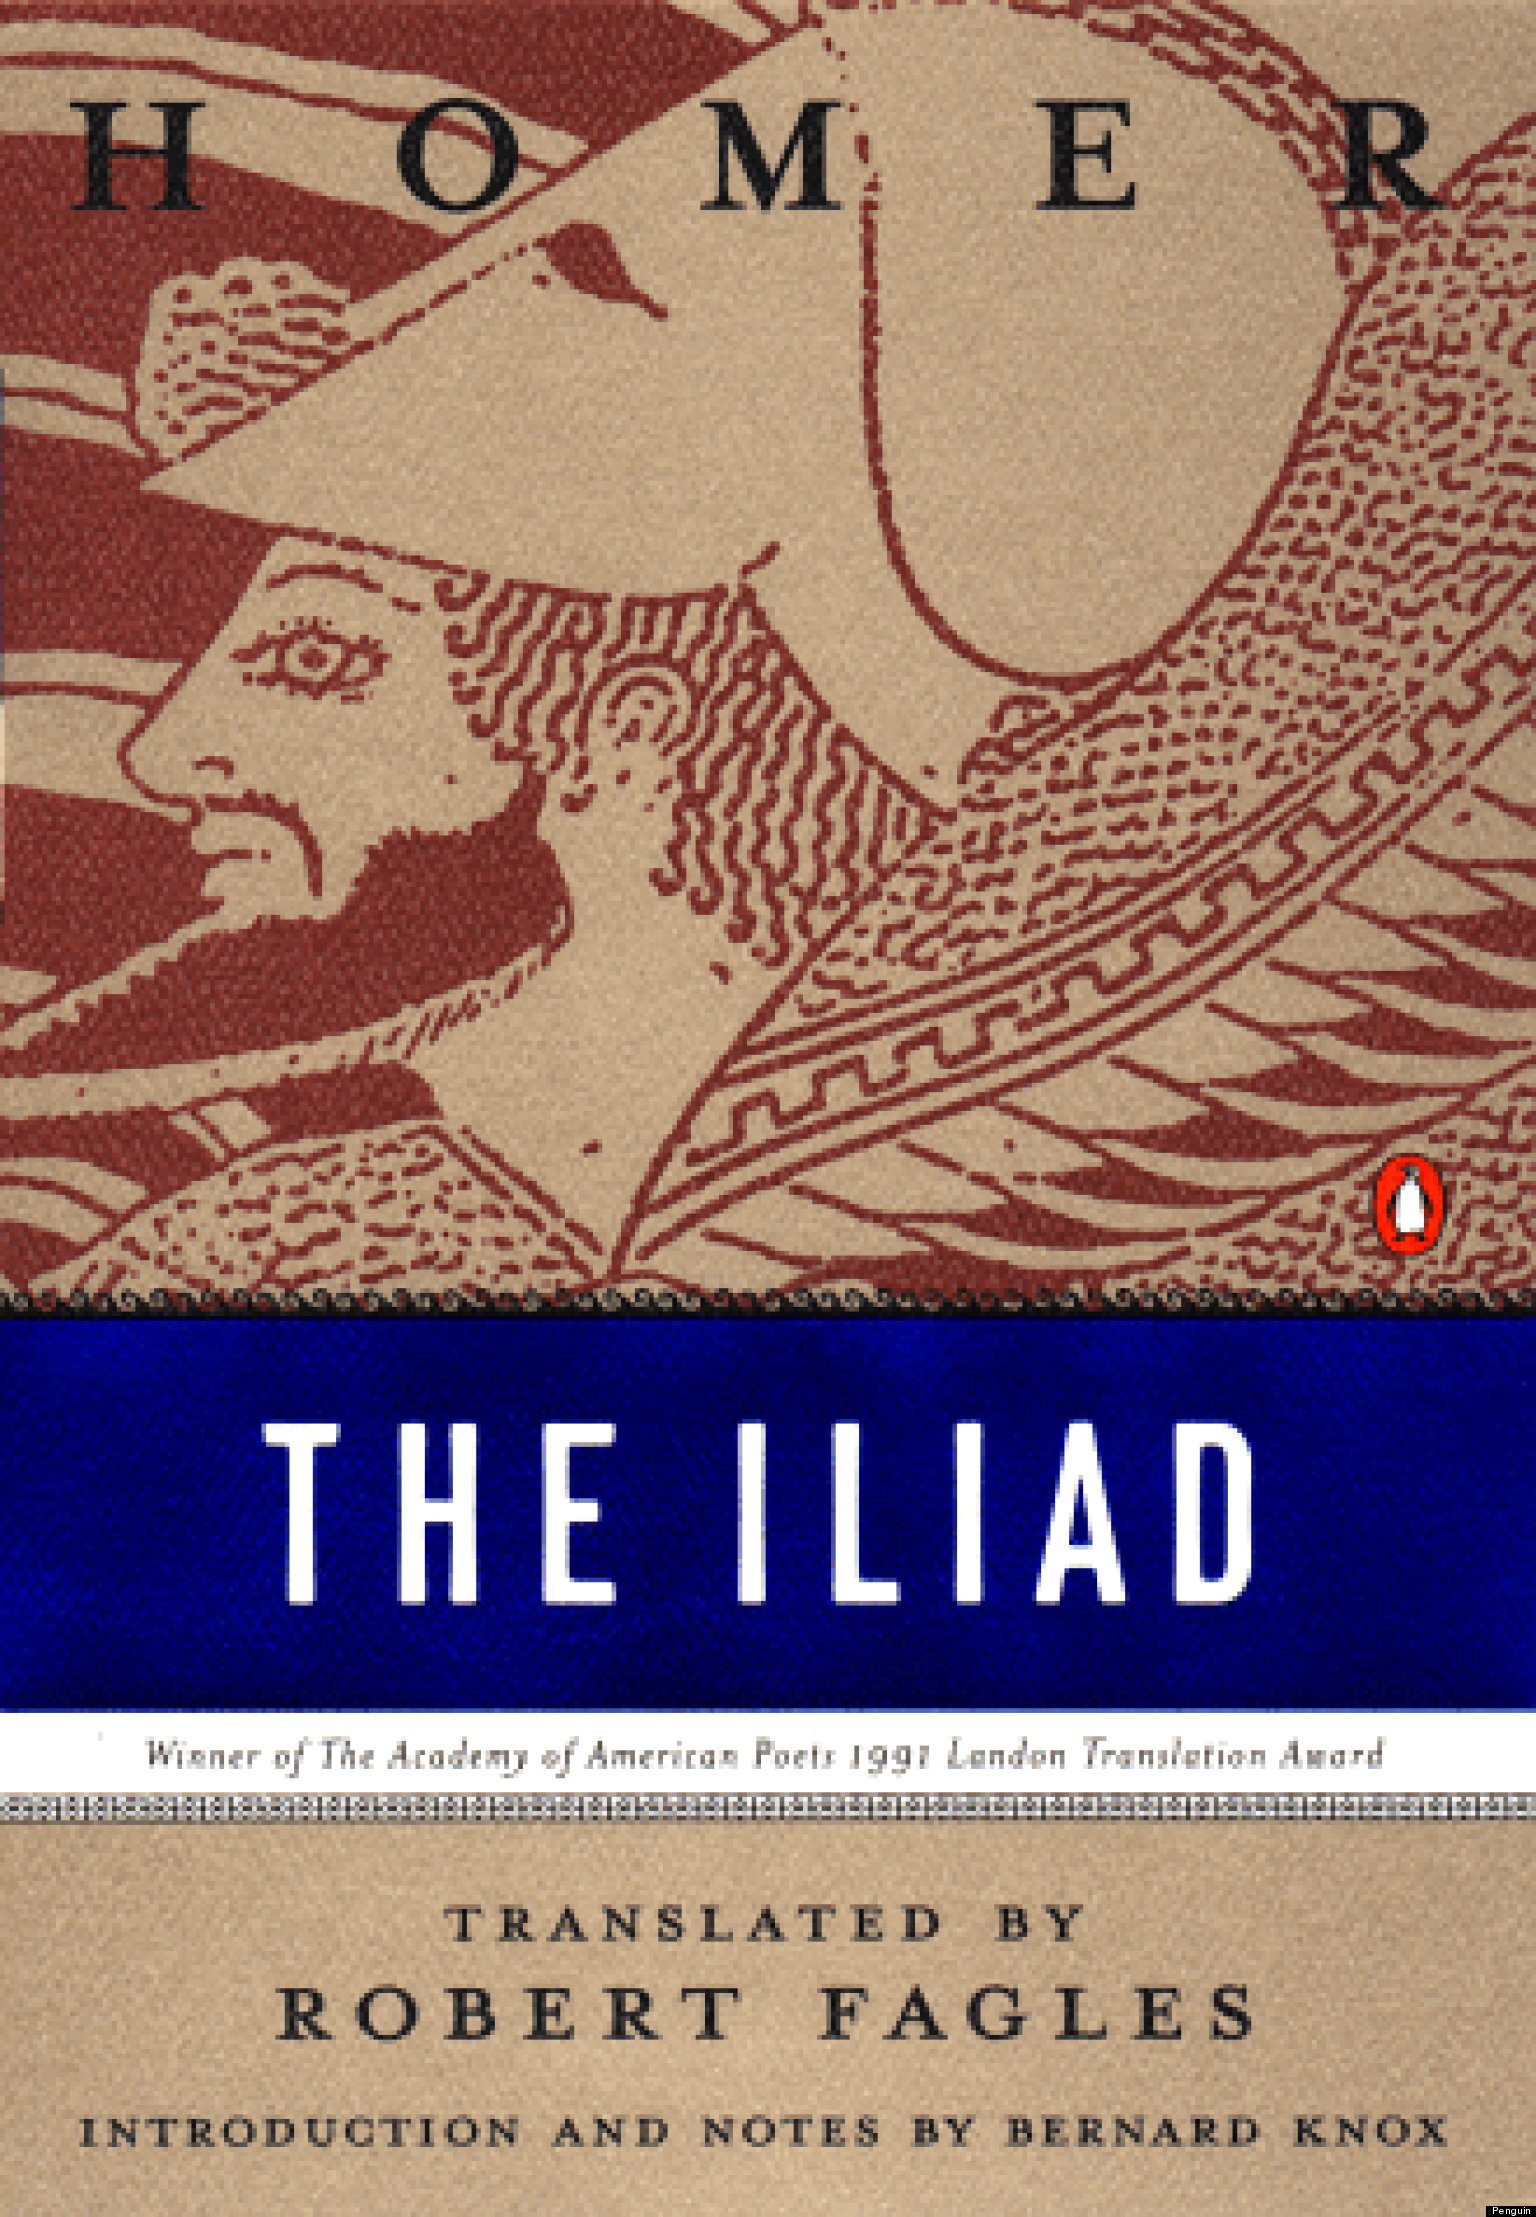 HOMER
THE ILIAD
Winner of The Academy of American Poets 1991 Landon Translation Award
TRANSLATED BY
ROBERT FAGLES
INTRODUCTION AND NOTES BY BERNARD KNOX
Penguin